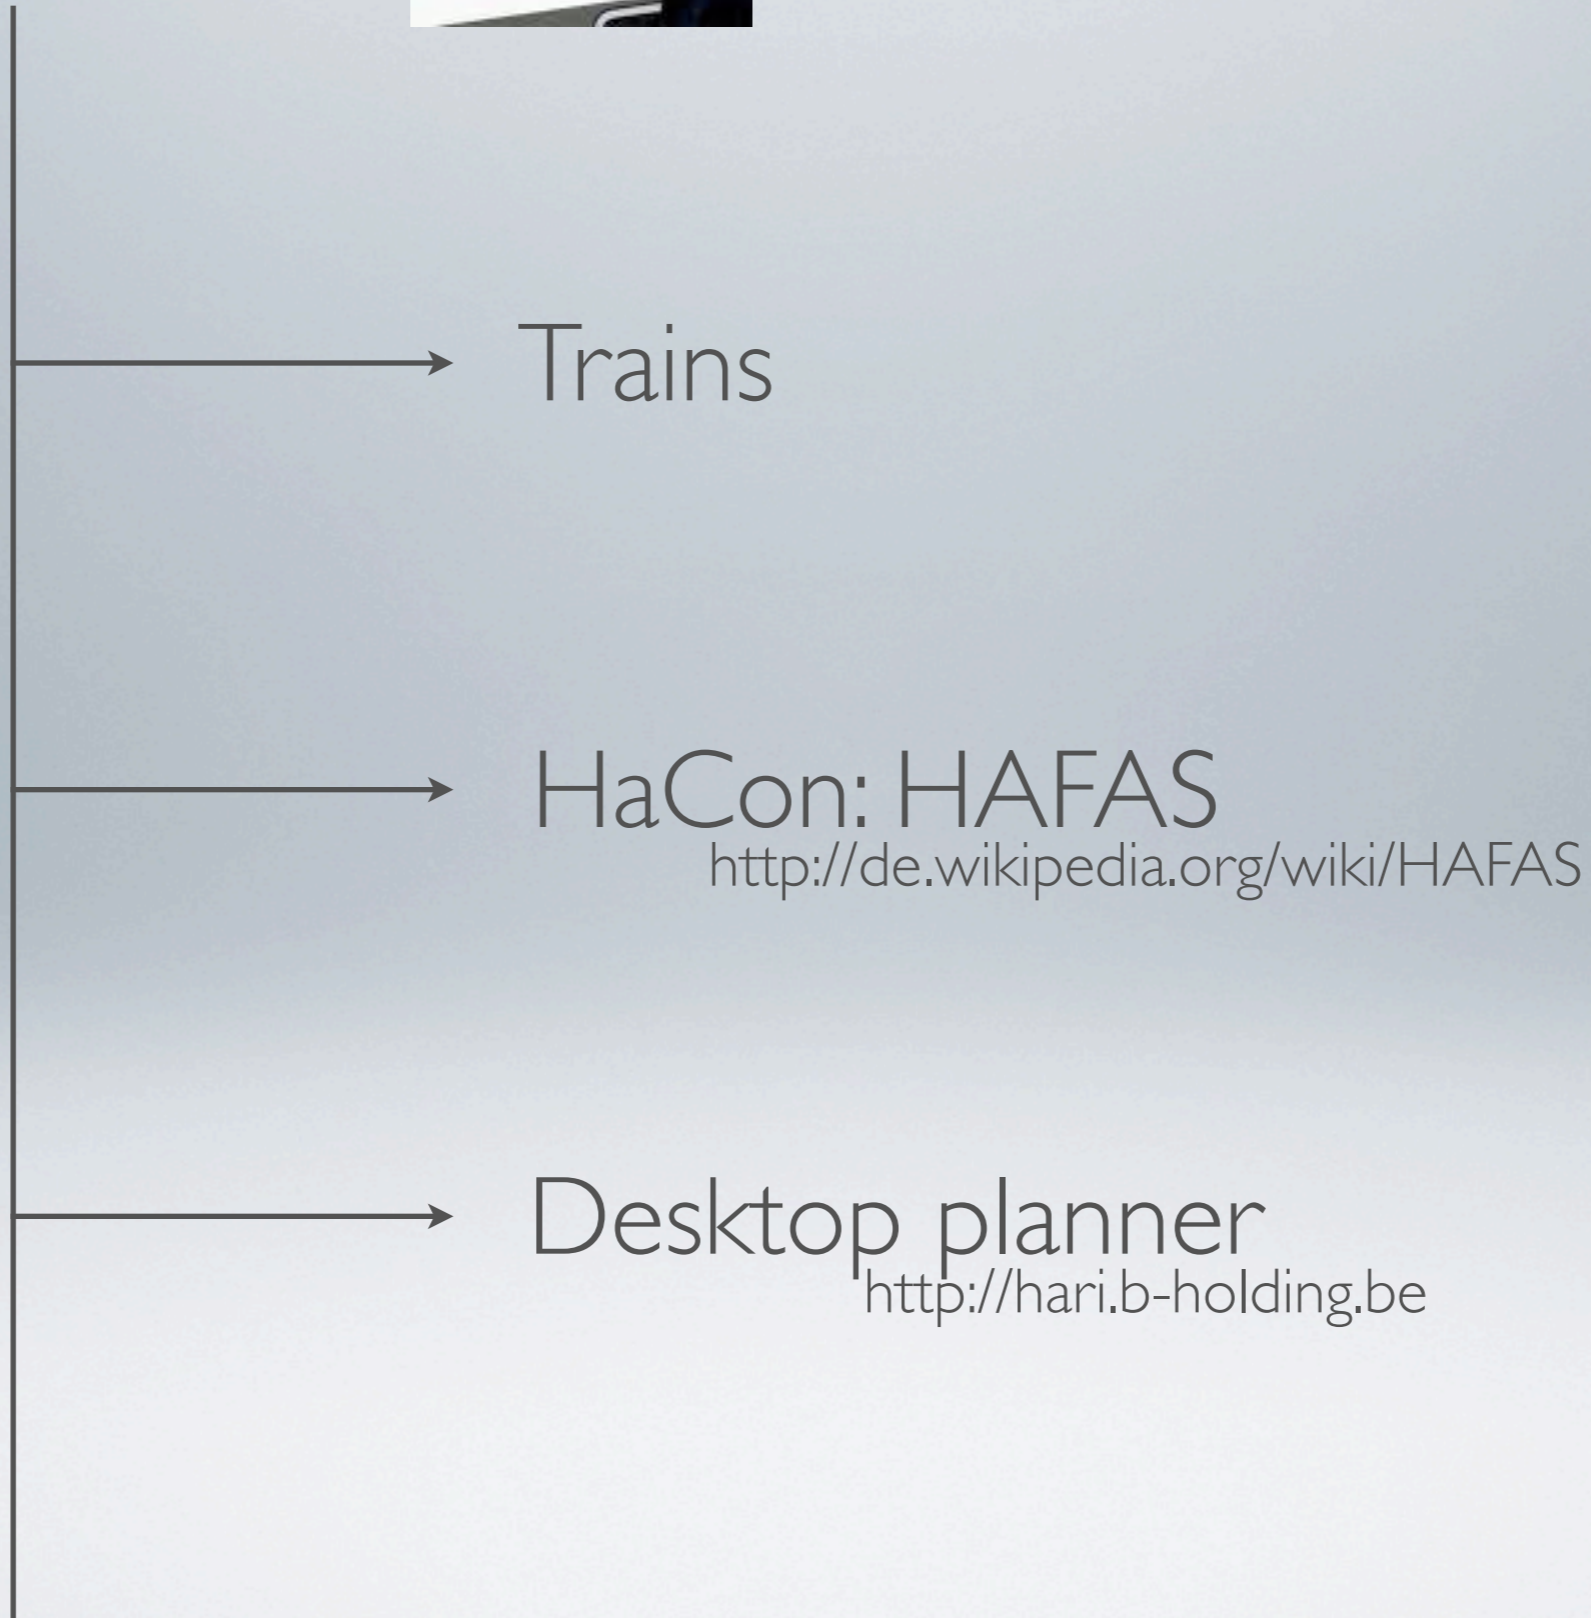 Trains
HaCon: HAFAS
http://de.wikipedia.org/wiki/HAFAS
Desktop planner
http://hari.b-holding.be